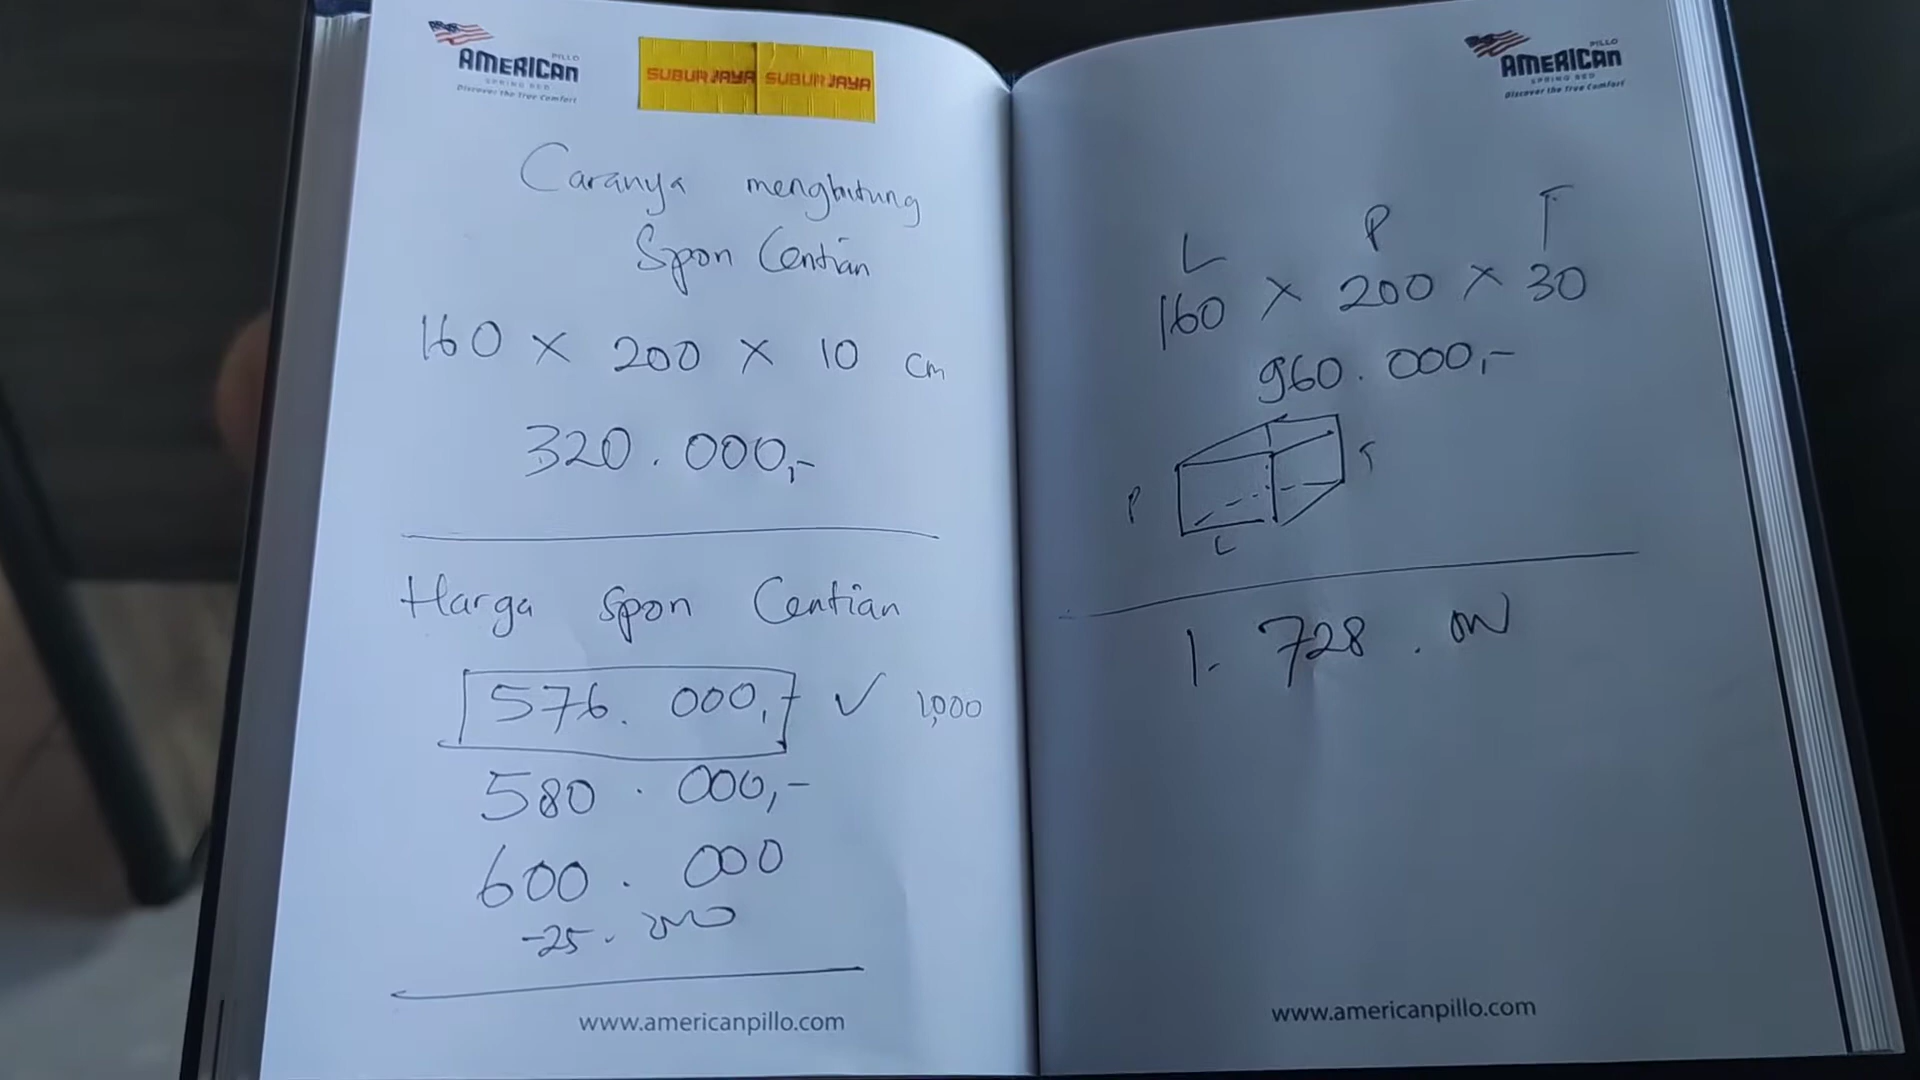 PILLO
AMERICAN
SPRING BED
Discover the True Comfort
SUBUR JAYA SUBUR JAYA
Caranya menghitung
Spon Centian
160 x 200 x 10 cm
320.000,-
Harga Spon Centian
576.000,- ✓ 1,000
580.000,-
600.000
-25.000
www.americanpillo.com
PILLO
AMERICAN
SPRING BED
Discover the True Comfort
L P T
160 x 200 x 30
960.000,-
P T
L
1.728.000
www.americanpillo.com